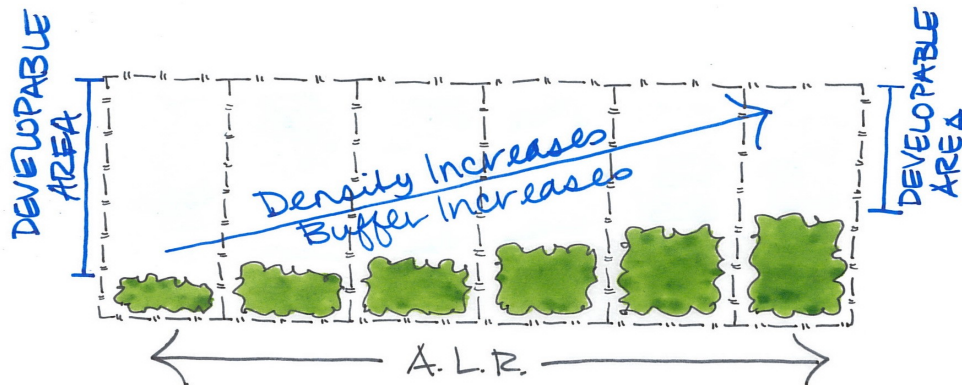 DEVELOPABLE
AREA
Density Increases
Buffer Increases
DEVELOPABLE
AREA
A.L.R.